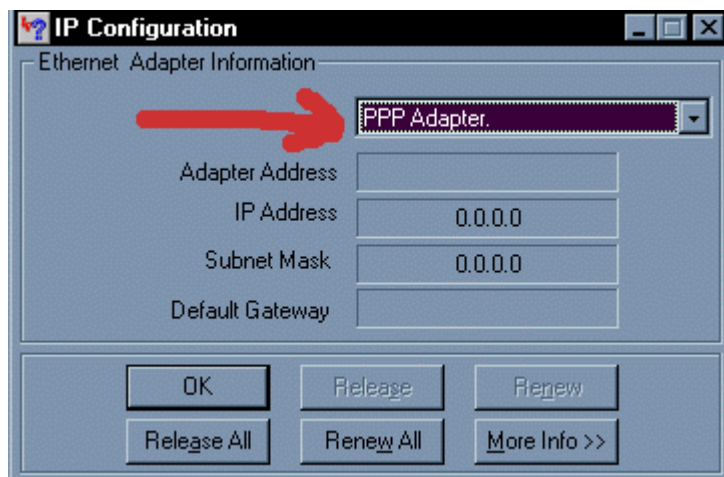 IP Configuration
Ethernet Adapter Information
PPP Adapter.
Adapter Address
IP Address 0.0.0.0
Subnet Mask 0.0.0.0
Default Gateway
OK Release Renew
Release All Renew All More Info >>